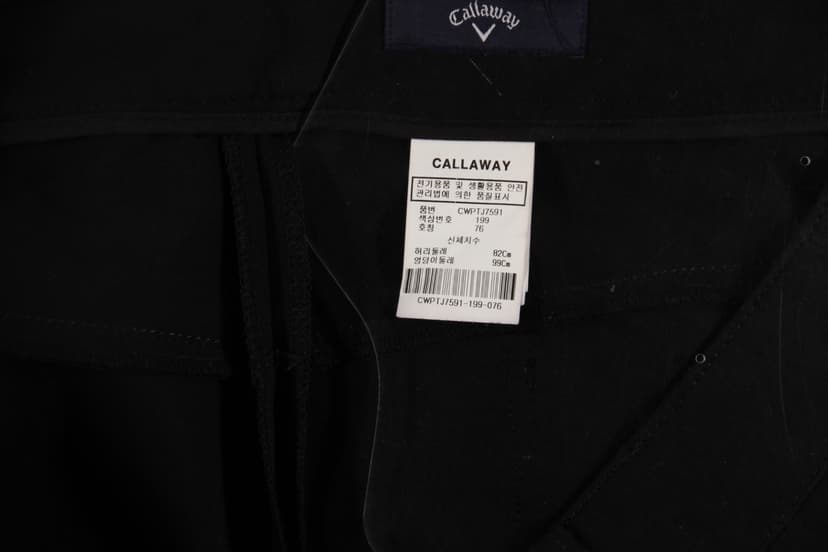 Callaway
CALLAWAY
전기용품 및 생활용품 안전
관리법에 의한 품질표시
품번 CWPTJ7591
색상번호 199
호칭 76
신체치수
허리둘레 82Cm
엉덩이둘레 99Cm
CWPTJ7591-199-076